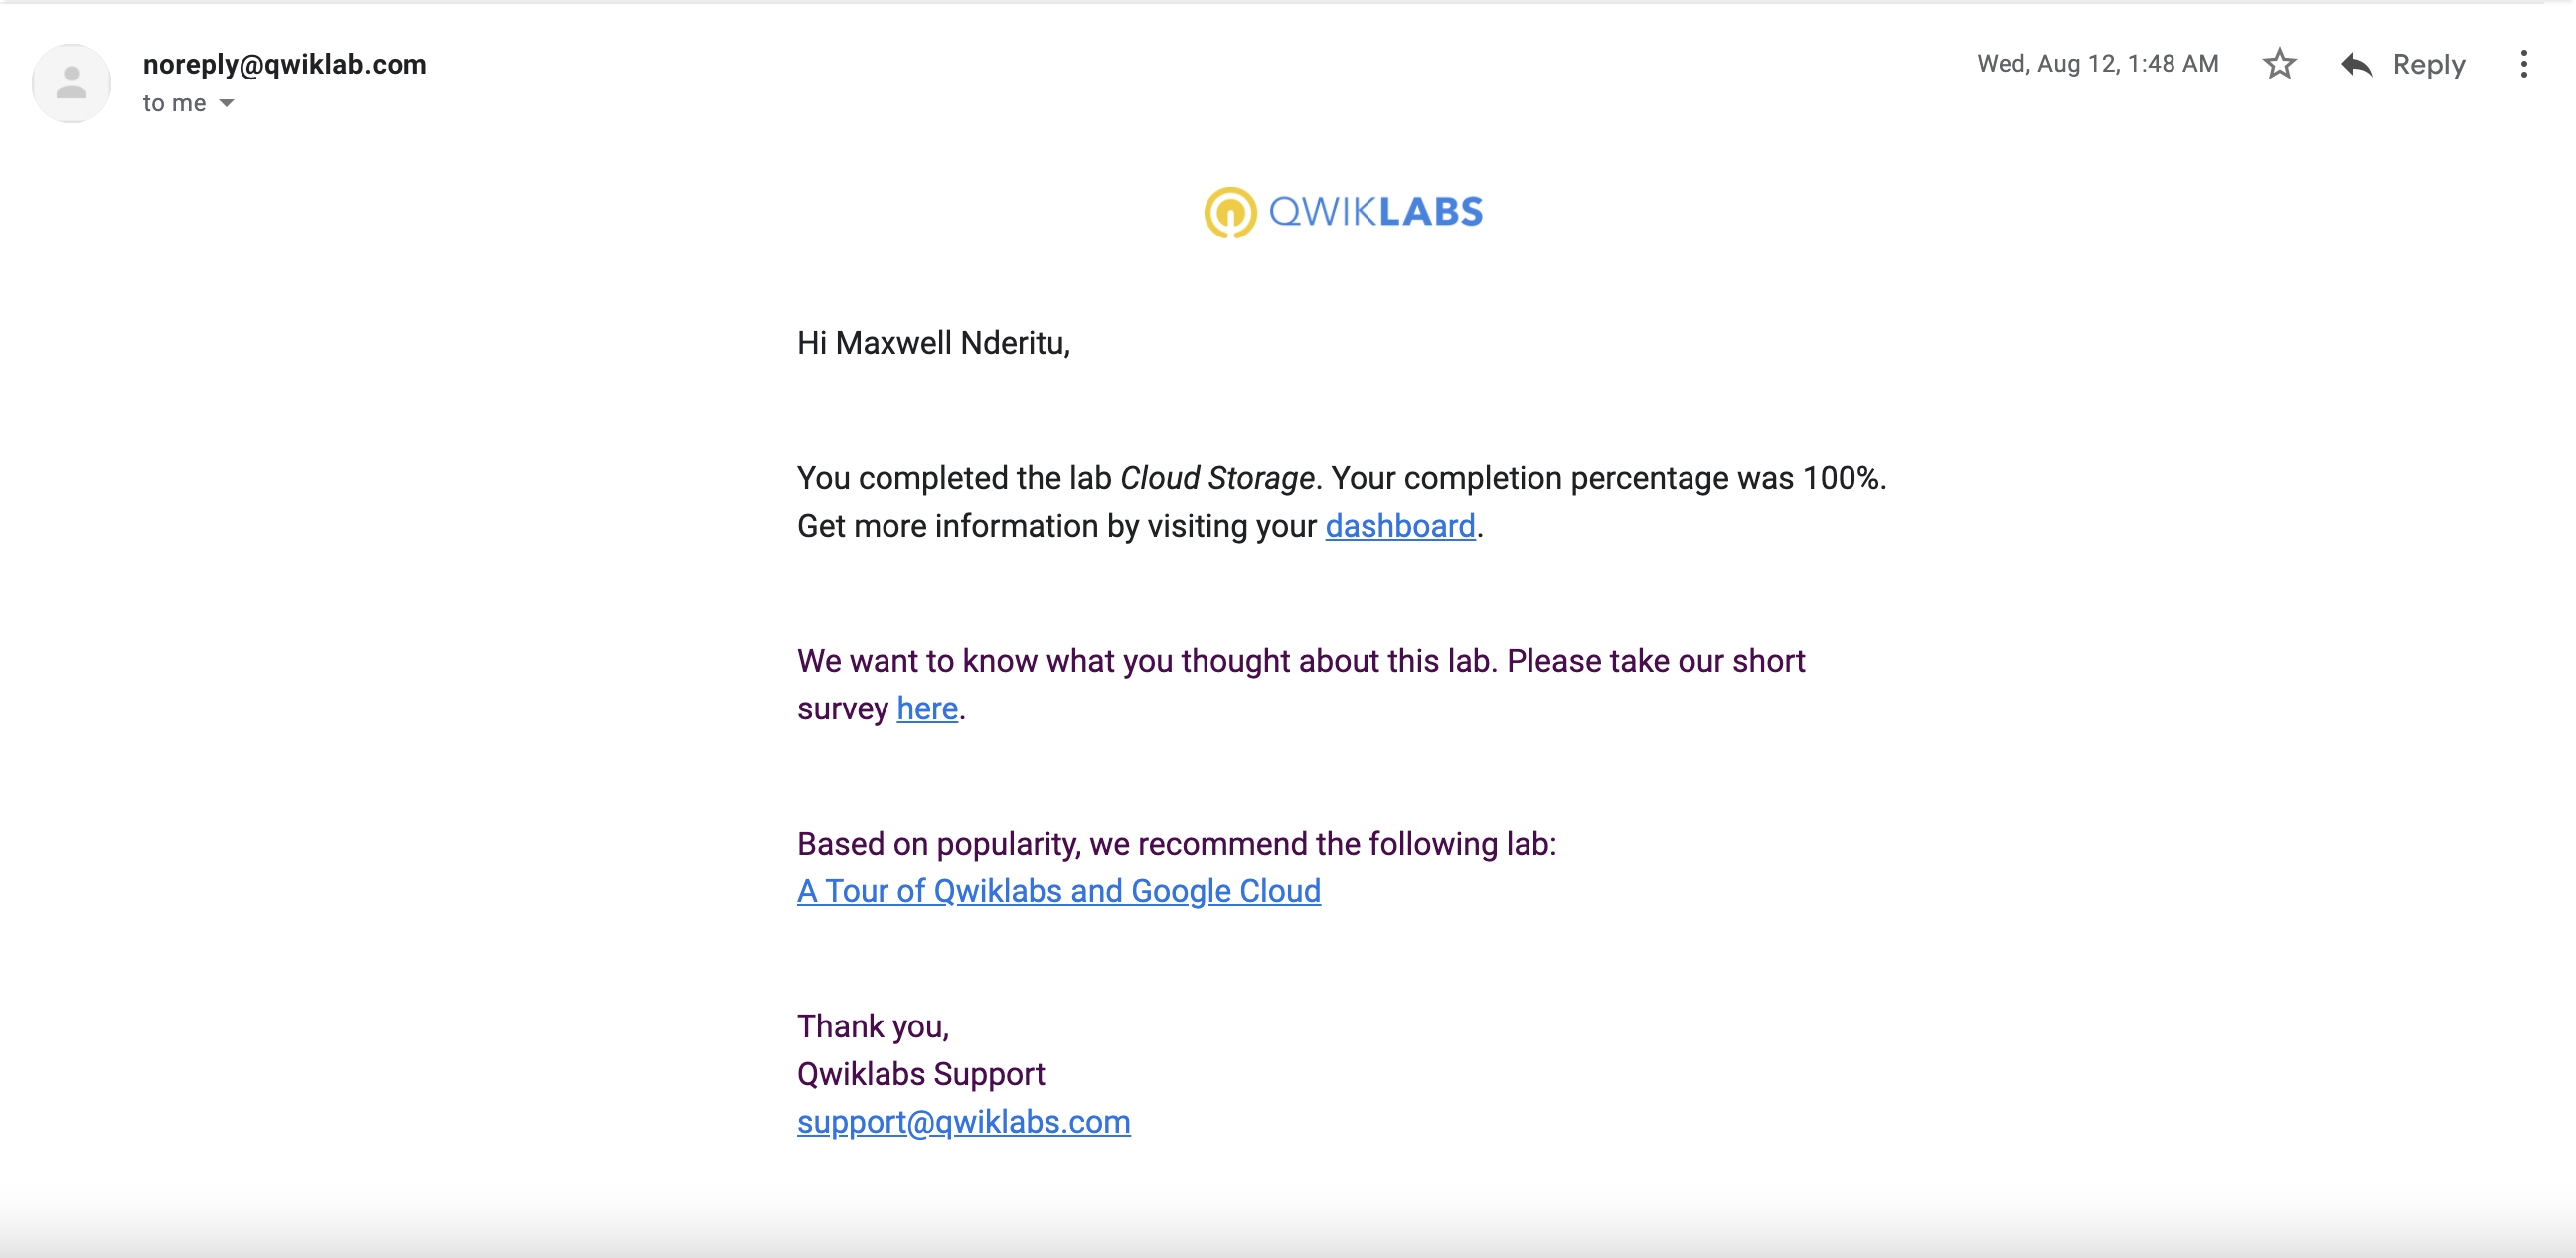 noreply@qwiklab.com
Wed, Aug 12, 1:48 AM
Reply
to me
QWIKLABS
Hi Maxwell Nderitu,
You completed the lab Cloud Storage. Your completion percentage was 100%.
Get more information by visiting your dashboard.
We want to know what you thought about this lab. Please take our short
survey here.
Based on popularity, we recommend the following lab:
A Tour of Qwiklabs and Google Cloud
Thank you,
Qwiklabs Support
support@qwiklabs.com